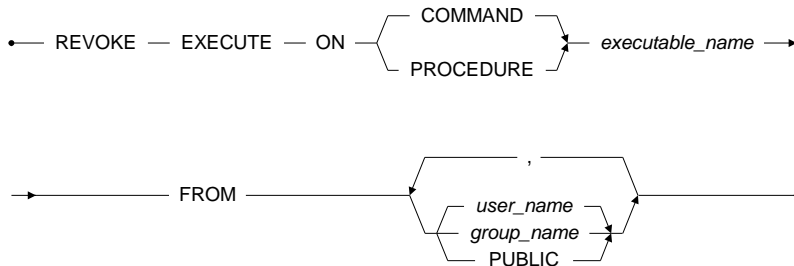 COMMAND
REVOKE EXECUTE ON executable_name
PROCEDURE
,
FROM
user_name
group_name
PUBLIC